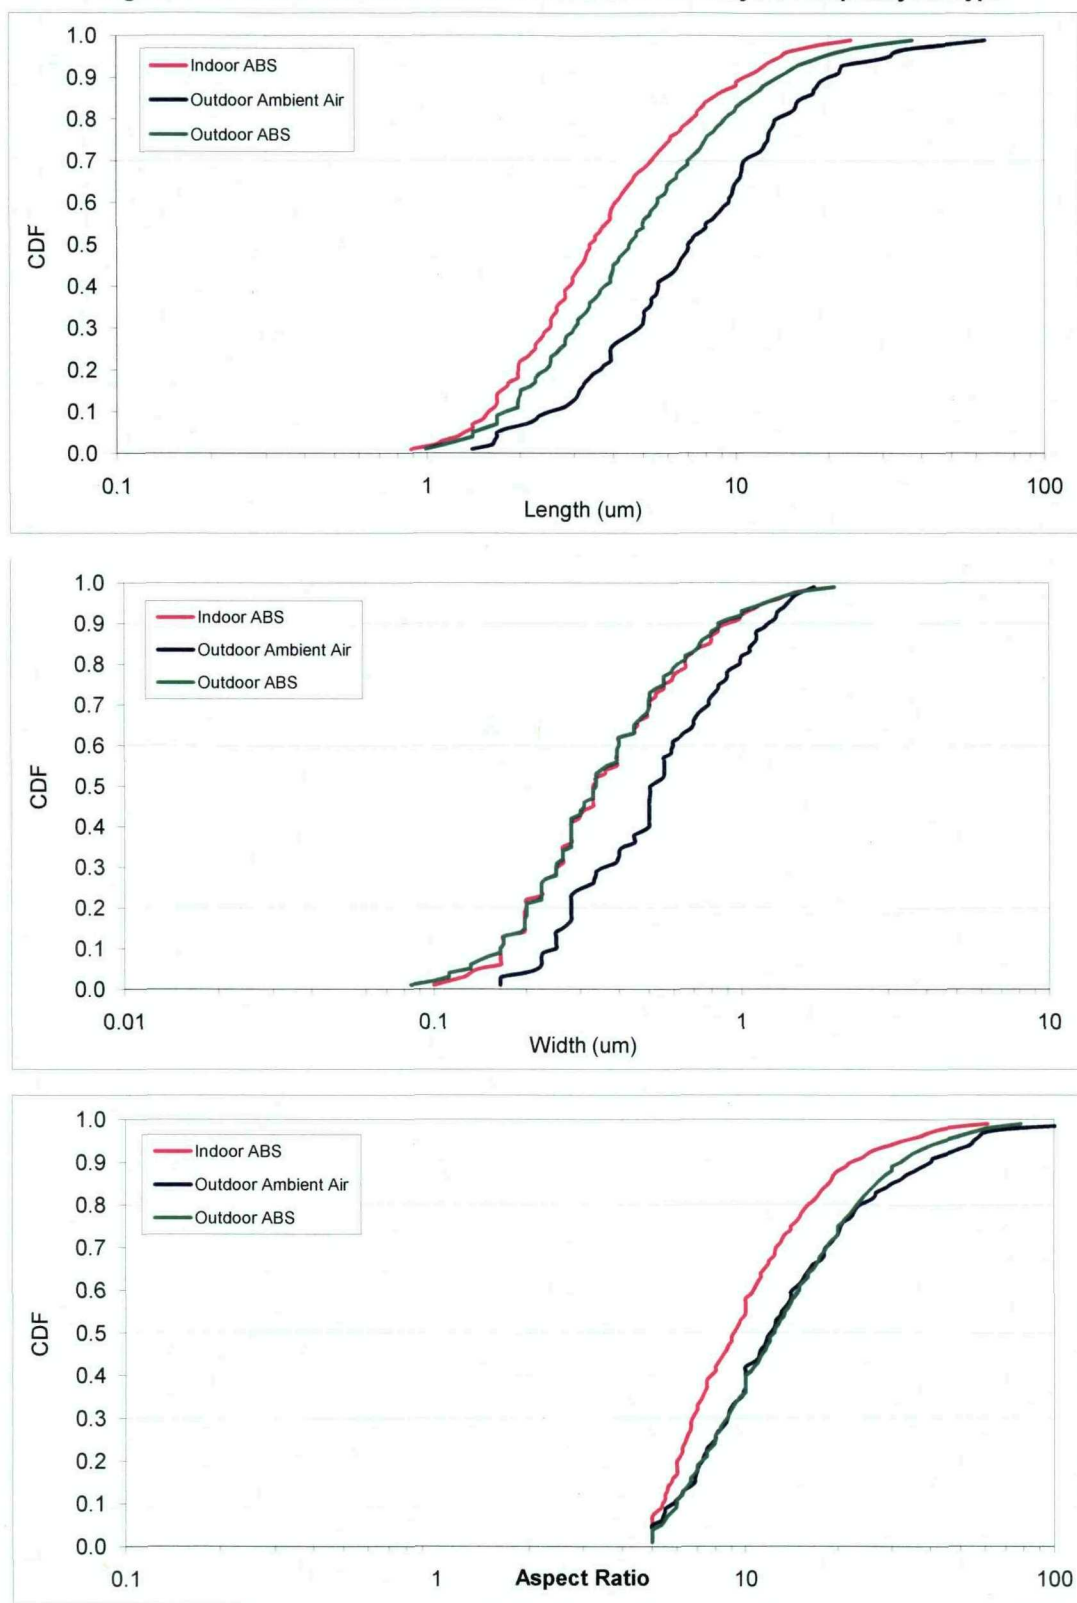 1.0
0.9
0.8
0.7
0.6
0.5
0.4
0.3
0.2
0.1
0.0
CDF
Indoor ABS
Outdoor Ambient Air
Outdoor ABS
0.1 1 10 100
Length (um)
1.0
0.9
0.8
0.7
0.6
0.5
0.4
0.3
0.2
0.1
0.0
CDF
Indoor ABS
Outdoor Ambient Air
Outdoor ABS
0.01 0.1 1 10
Width (um)
1.0
0.9
0.8
0.7
0.6
0.5
0.4
0.3
0.2
0.1
0.0
CDF
Indoor ABS
Outdoor Ambient Air
Outdoor ABS
0.1 1 10 100
Aspect Ratio